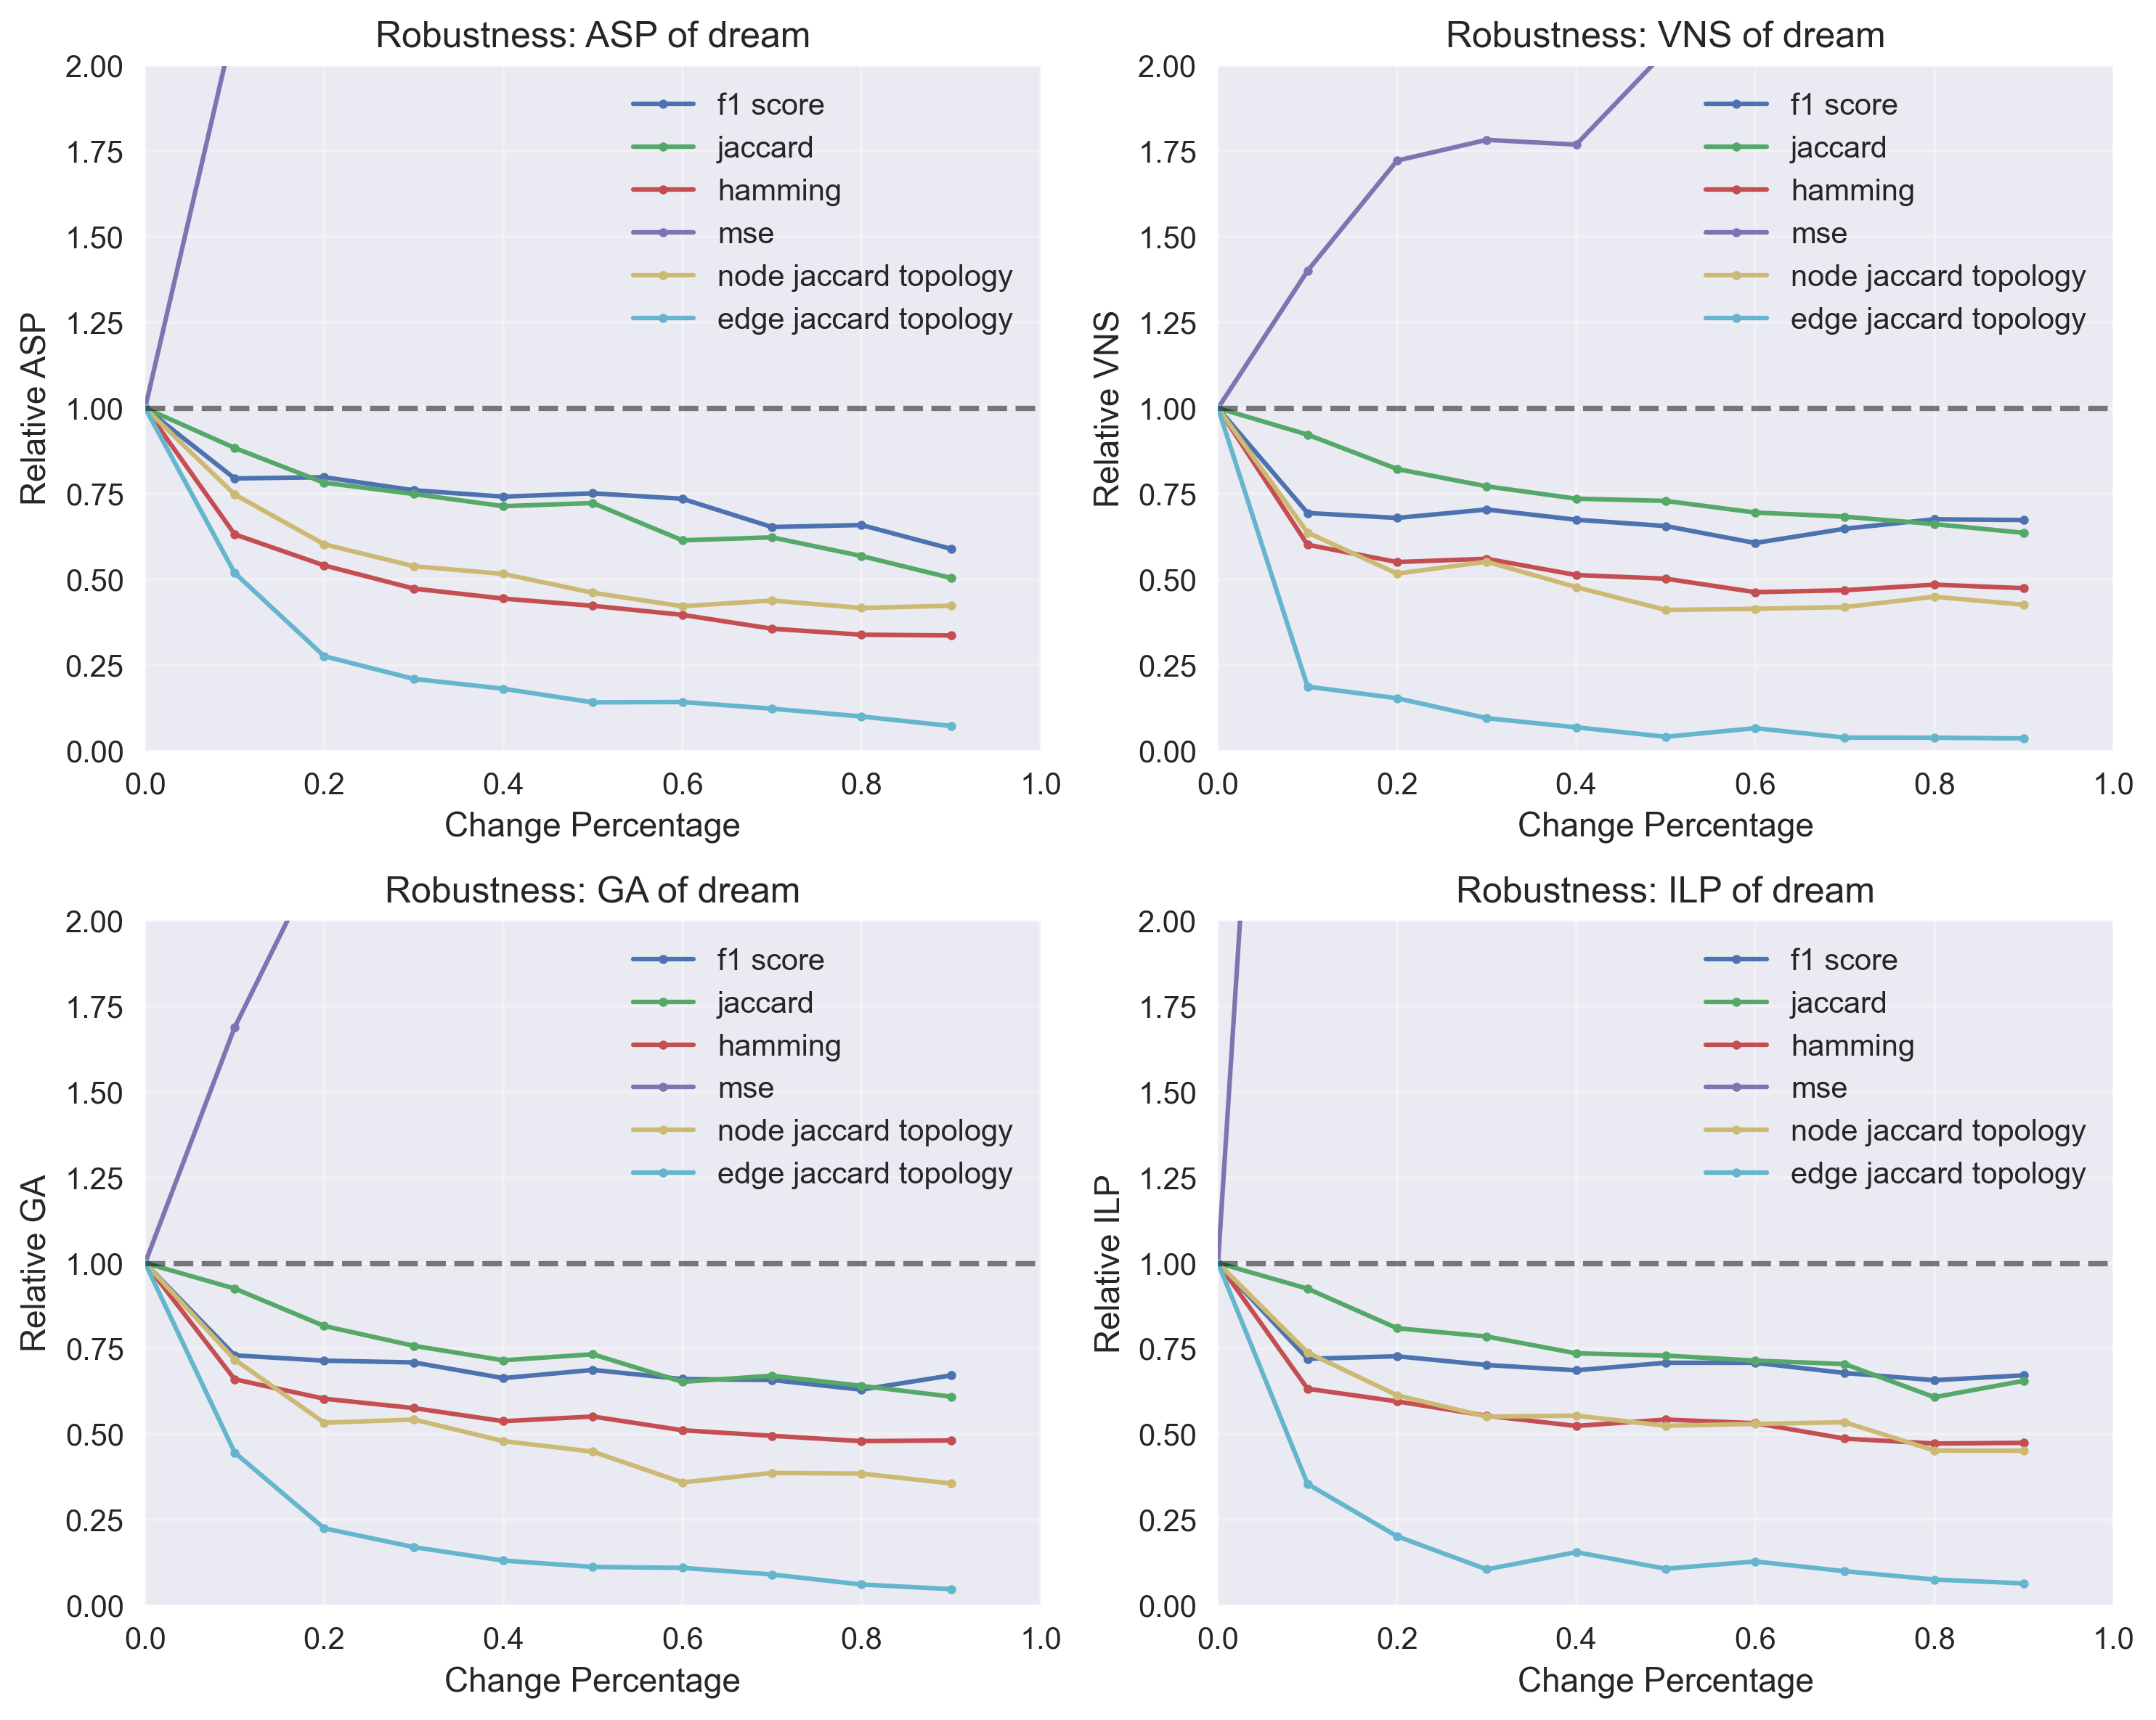 Robustness: ASP of dream
2.00
1.75
1.50
1.25
1.00
0.75
0.50
0.25
0.00
Relative ASP
f1 score
jaccard
hamming
mse
node jaccard topology
edge jaccard topology
0.0 0.2 0.4 0.6 0.8 1.0
Change Percentage
Robustness: VNS of dream
2.00
1.75
1.50
1.25
1.00
0.75
0.50
0.25
0.00
Relative VNS
f1 score
jaccard
hamming
mse
node jaccard topology
edge jaccard topology
0.0 0.2 0.4 0.6 0.8 1.0
Change Percentage
Robustness: GA of dream
2.00
1.75
1.50
1.25
1.00
0.75
0.50
0.25
0.00
Relative GA
f1 score
jaccard
hamming
mse
node jaccard topology
edge jaccard topology
0.0 0.2 0.4 0.6 0.8 1.0
Change Percentage
Robustness: ILP of dream
2.00
1.75
1.50
1.25
1.00
0.75
0.50
0.25
0.00
Relative ILP
f1 score
jaccard
hamming
mse
node jaccard topology
edge jaccard topology
0.0 0.2 0.4 0.6 0.8 1.0
Change Percentage